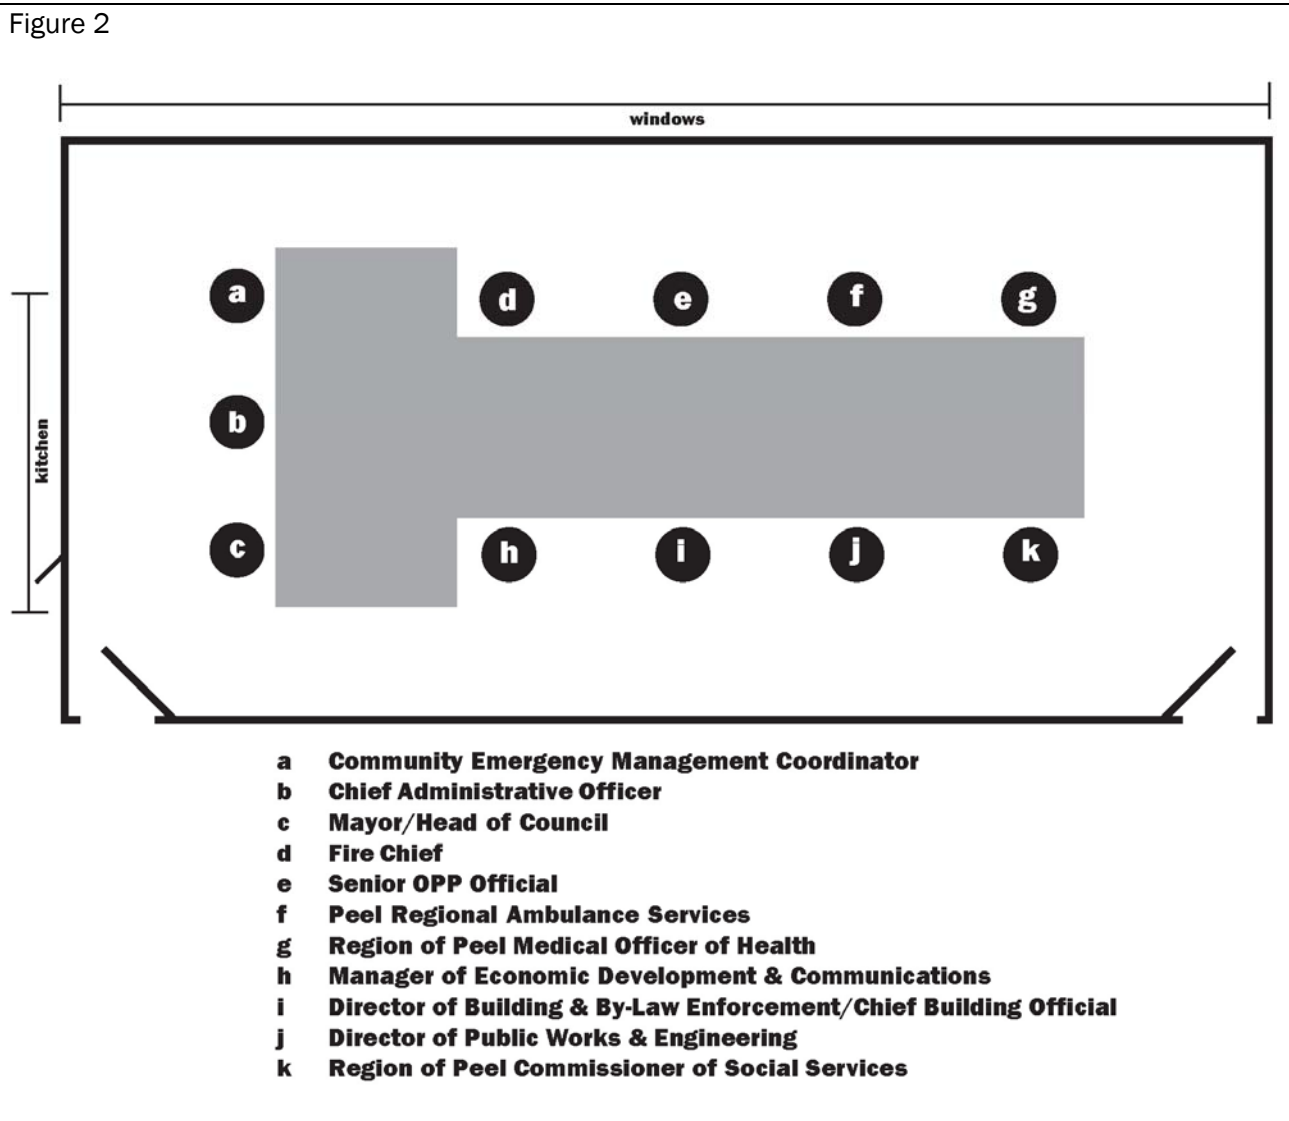 Figure 2
windows
a
d
e
f
g
b
kitchen
c
h
i
j
k
a Community Emergency Management Coordinator
b Chief Administrative Officer
c Mayor/Head of Council
d Fire Chief
e Senior OPP Official
f Peel Regional Ambulance Services
g Region of Peel Medical Officer of Health
h Manager of Economic Development & Communications
i Director of Building & By-Law Enforcement/Chief Building Official
j Director of Public Works & Engineering
k Region of Peel Commissioner of Social Services